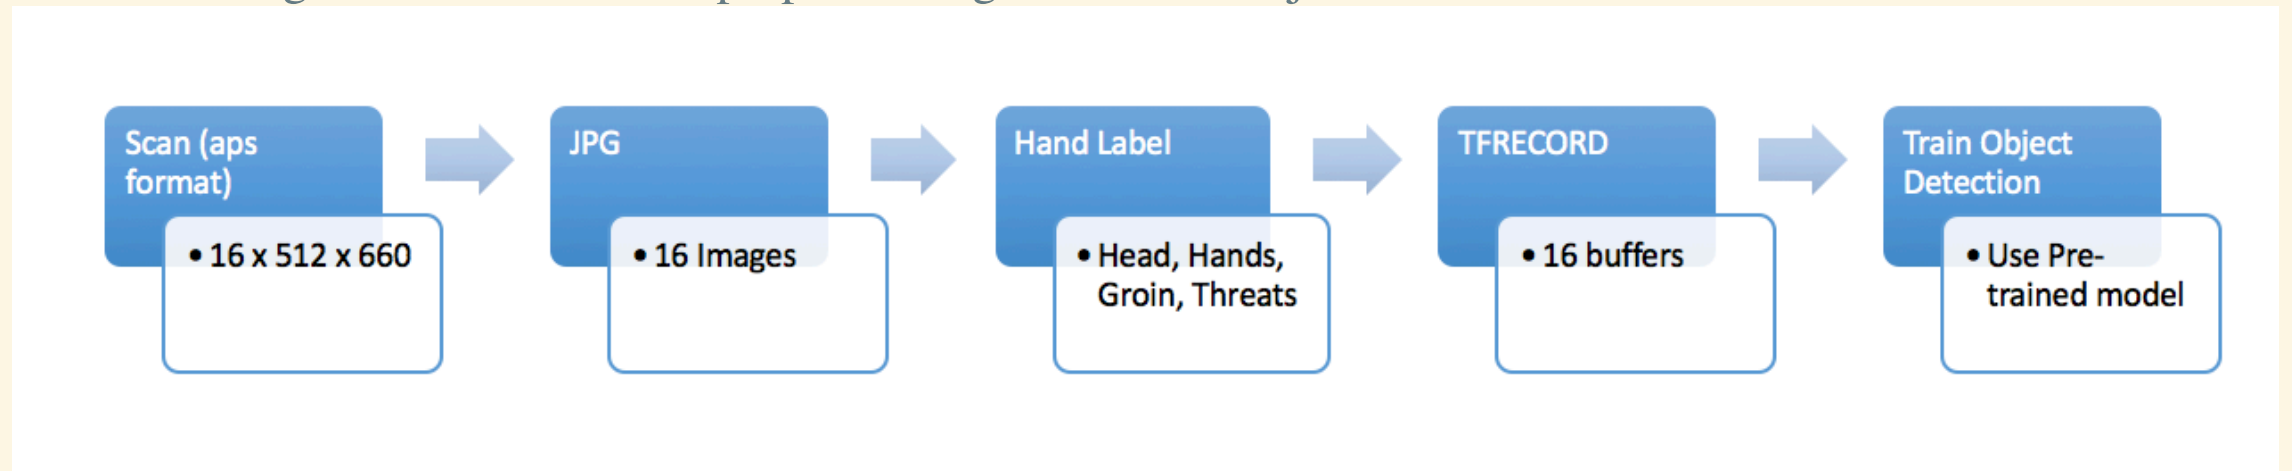 Scan (aps
format)
• 16 x 512 x 660
JPG
• 16 Images
Hand Label
• Head, Hands,
Groin, Threats
TFRECORD
• 16 buffers
Train Object
Detection
• Use Pre-
trained model